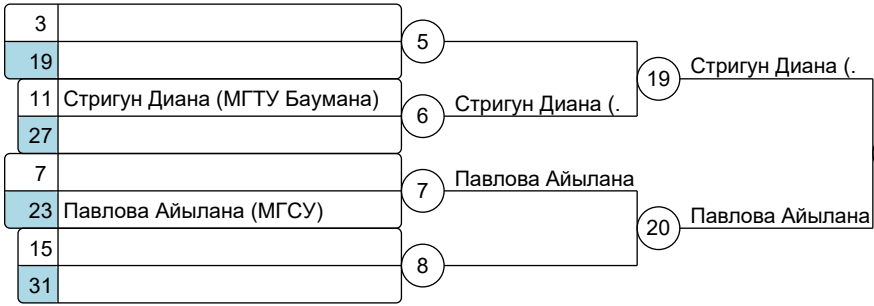 3
5
19
19
Стригун Диана (.
11 Стригун Диана (МГТУ Баумана)
6
Стригун Диана (.
27
7
7
Павлова Айылана
23 Павлова Айылана (МГСУ)
20
Павлова Айылана
15
8
31